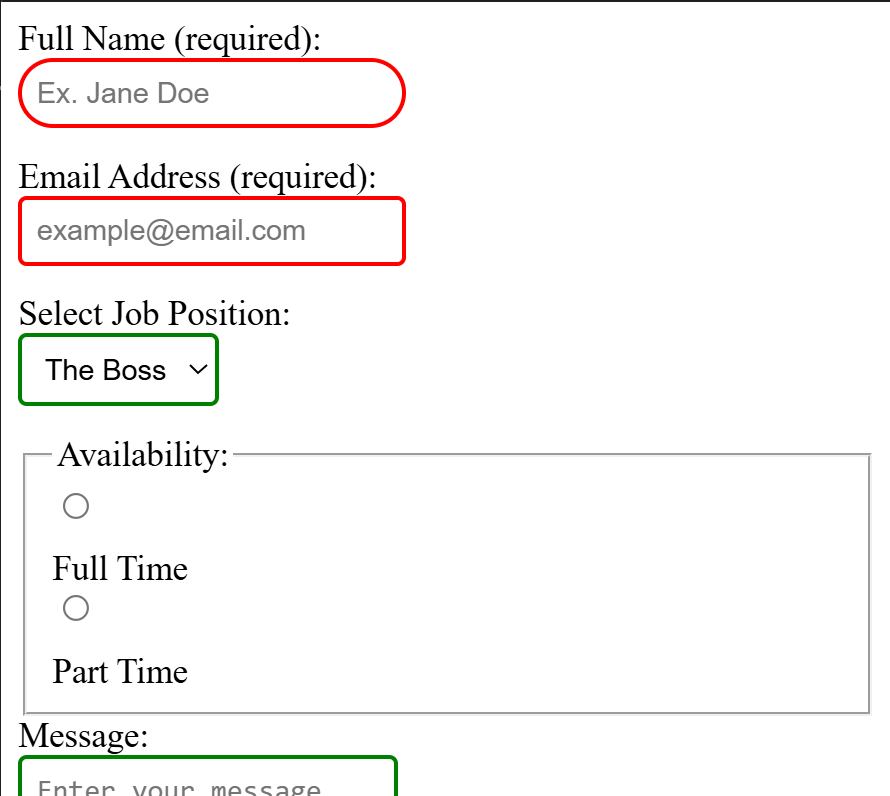 Full Name (required):
Ex. Jane Doe
Email Address (required):
example@email.com
Select Job Position:
The Boss
Availability:
Full Time
Part Time
Message:
Enter your message